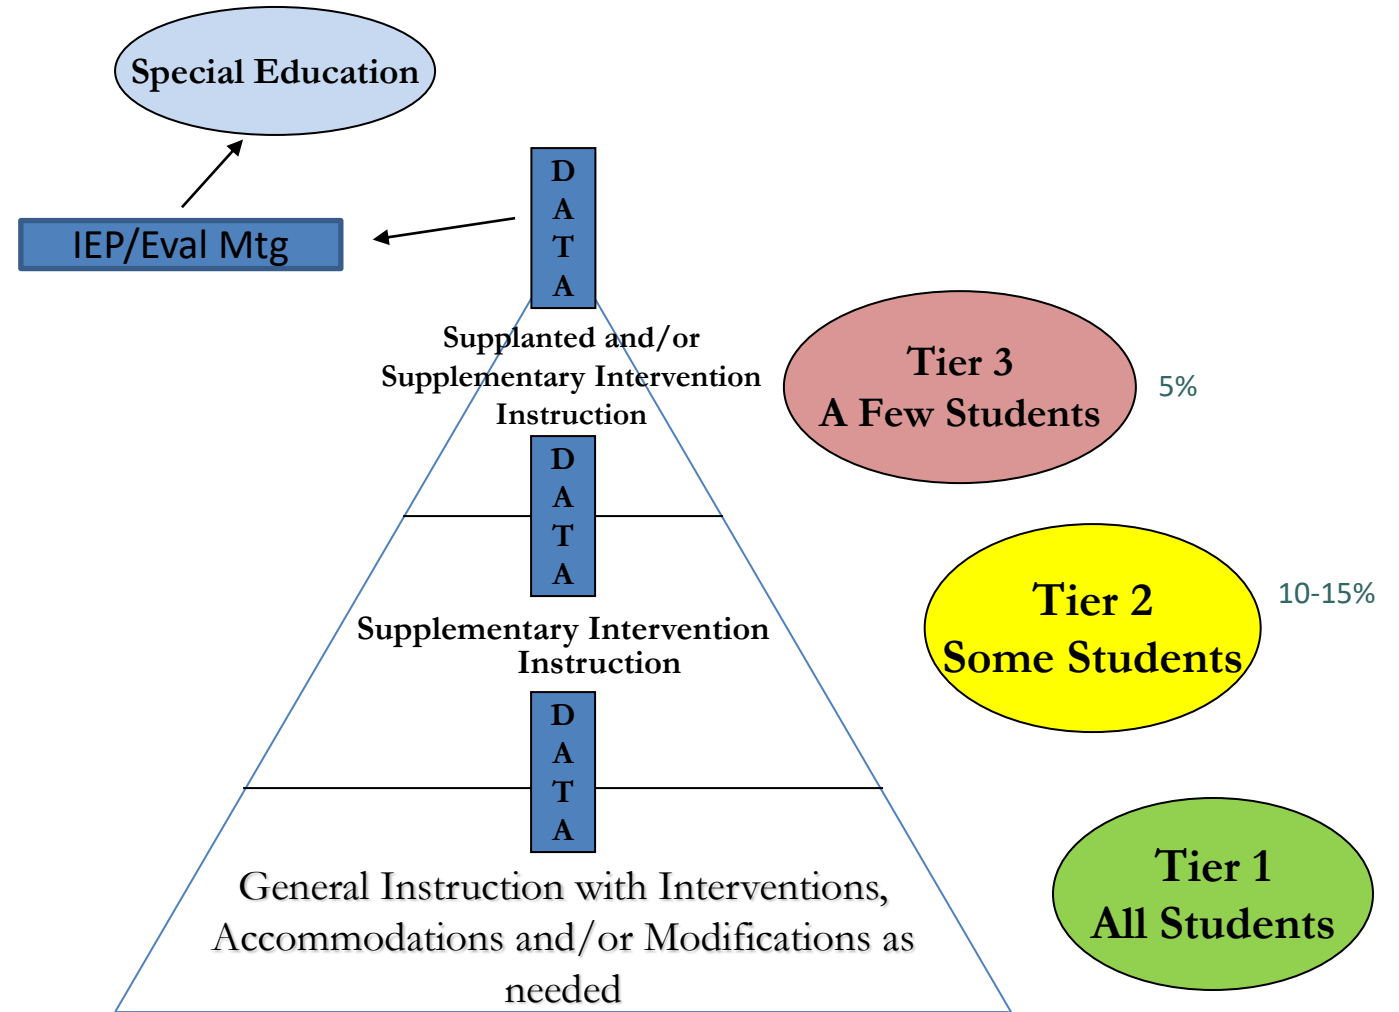 Special Education
IEP/Eval Mtg
D
A
T
A
Supplanted and/or
Supplementary Intervention
Instruction
Tier 3
A Few Students
5%
D
A
T
A
Supplementary Intervention
Instruction
Tier 2
Some Students
10-15%
D
A
T
A
General Instruction with Interventions,
Accommodations and/or Modifications as
needed
Tier 1
All Students